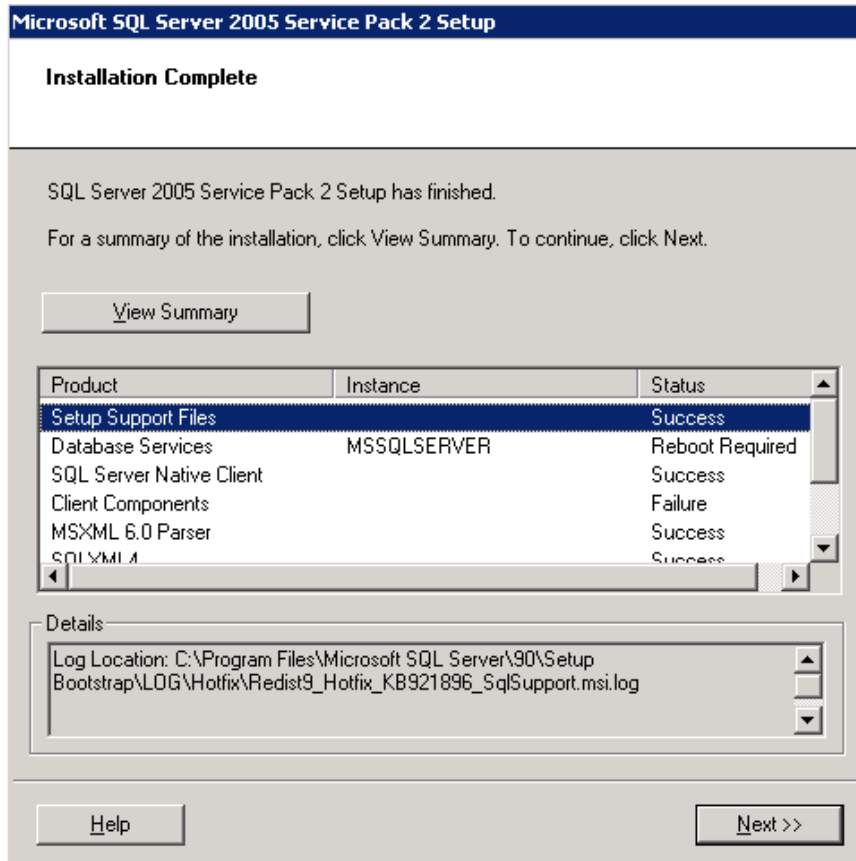 Microsoft SQL Server 2005 Service Pack 2 Setup
Installation Complete
SQL Server 2005 Service Pack 2 Setup has finished.
For a summary of the installation, click View Summary. To continue, click Next.
View Summary
Product Instance Status
Setup Support Files Success
Database Services MSSQLSERVER Reboot Required
SQL Server Native Client Success
Client Components Failure
MSXML 6.0 Parser Success
SQLXML4 Success
Details
Log Location: C:\Program Files\Microsoft SQL Server\90\Setup
Bootstrap\LOG\Hotfix\Redist9_Hotfix_KB921896_SqlSupport.msi.log
Help Next >>